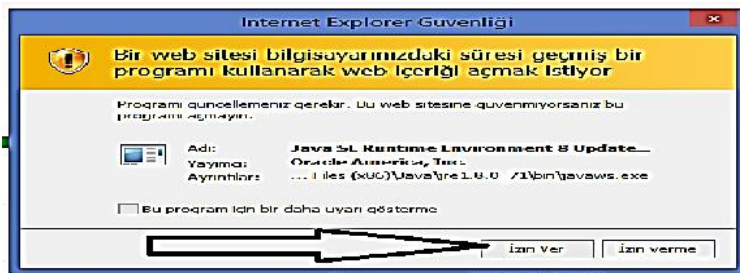 Internet Explorer Güvenliği
Bir web sitesi bilgisayarınızdaki süresi geçmiş bir
programı kullanarak web içeriği açmak istiyor
Programı güncellemeniz gerekir. Bu web sitesine güvenmiyorsanız bu
programı açmayın.
Adı: Java SE Runtime Environment 8 Update...
Yayımcı: Oracle America, Inc.
Ayrıntılar: ... Files (x86)\Java\jre1.8.0_71\bin\javaws.exe
Bu program için bir daha uyarı gösterme
İzin Ver İzin verme